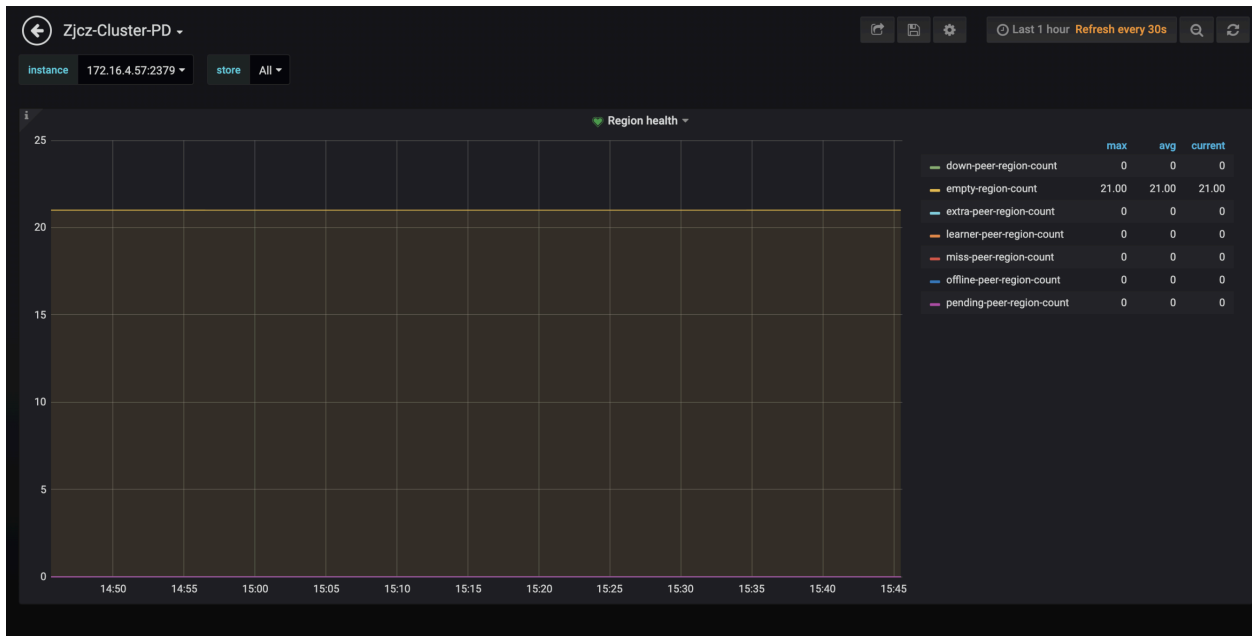 Zjcz-Cluster-PD
Last 1 hour Refresh every 30s
instance 172.16.4.57:2379 store All
i
Region health
max avg current
down-peer-region-count 0 0 0
empty-region-count 21.00 21.00 21.00
extra-peer-region-count 0 0 0
learner-peer-region-count 0 0 0
miss-peer-region-count 0 0 0
offline-peer-region-count 0 0 0
pending-peer-region-count 0 0 0
25
20
15
10
5
0
14:50 14:55 15:00 15:05 15:10 15:15 15:20 15:25 15:30 15:35 15:40 15:45